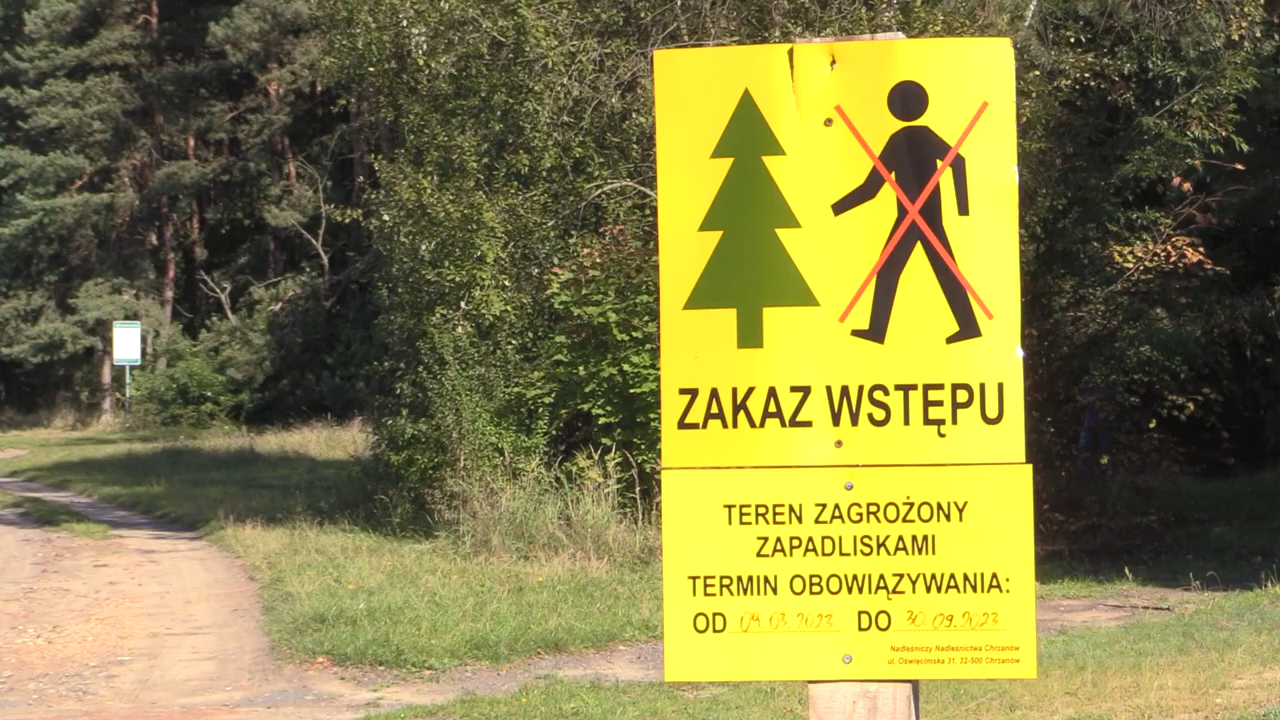 ZAKAZ WSTĘPU
TEREN ZAGROŻONY
ZAPADLISKAMI
TERMIN OBOWIĄZYWANIA:
OD 09 03 2023 DO 30.09.2023
Nadleśniczy Nadleśnictwa Chrzanów
ul. Oświęcimska 31, 32-500 Chrzanów